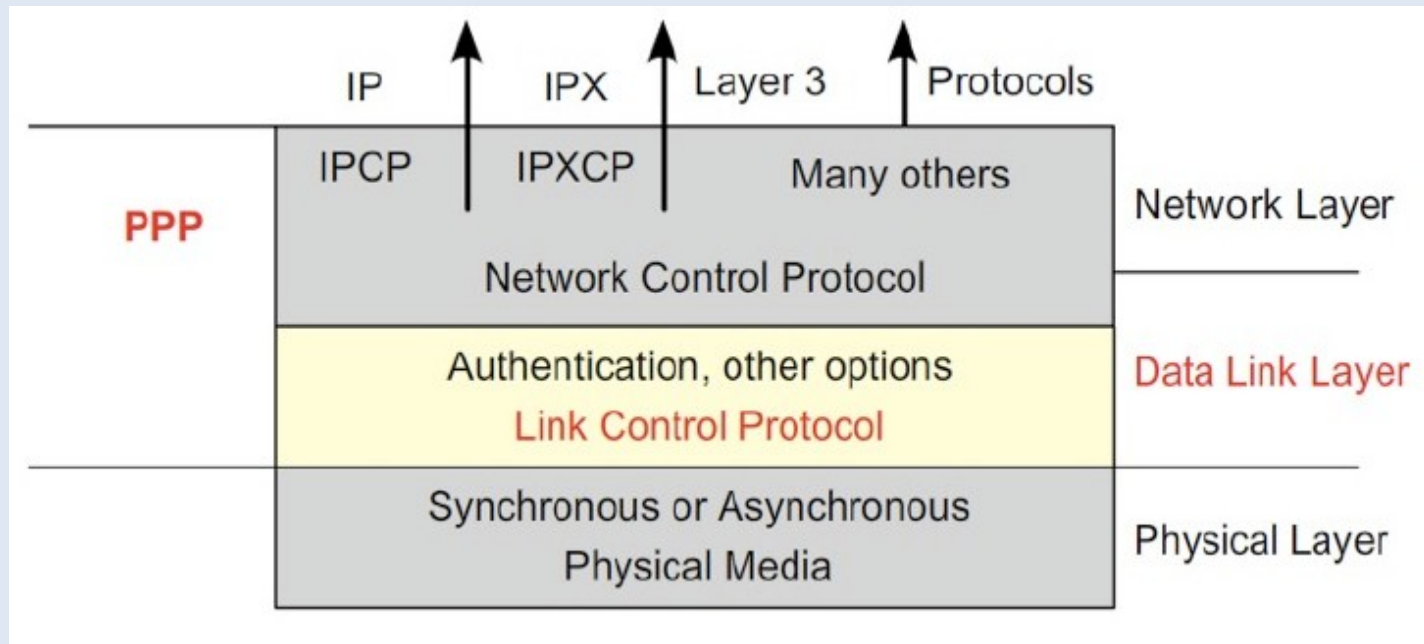 IP IPX Layer 3 Protocols
IPCP IPXCP Many others
PPP
Network Layer
Network Control Protocol
Authentication, other options
Data Link Layer
Link Control Protocol
Synchronous or Asynchronous
Physical Layer
Physical Media